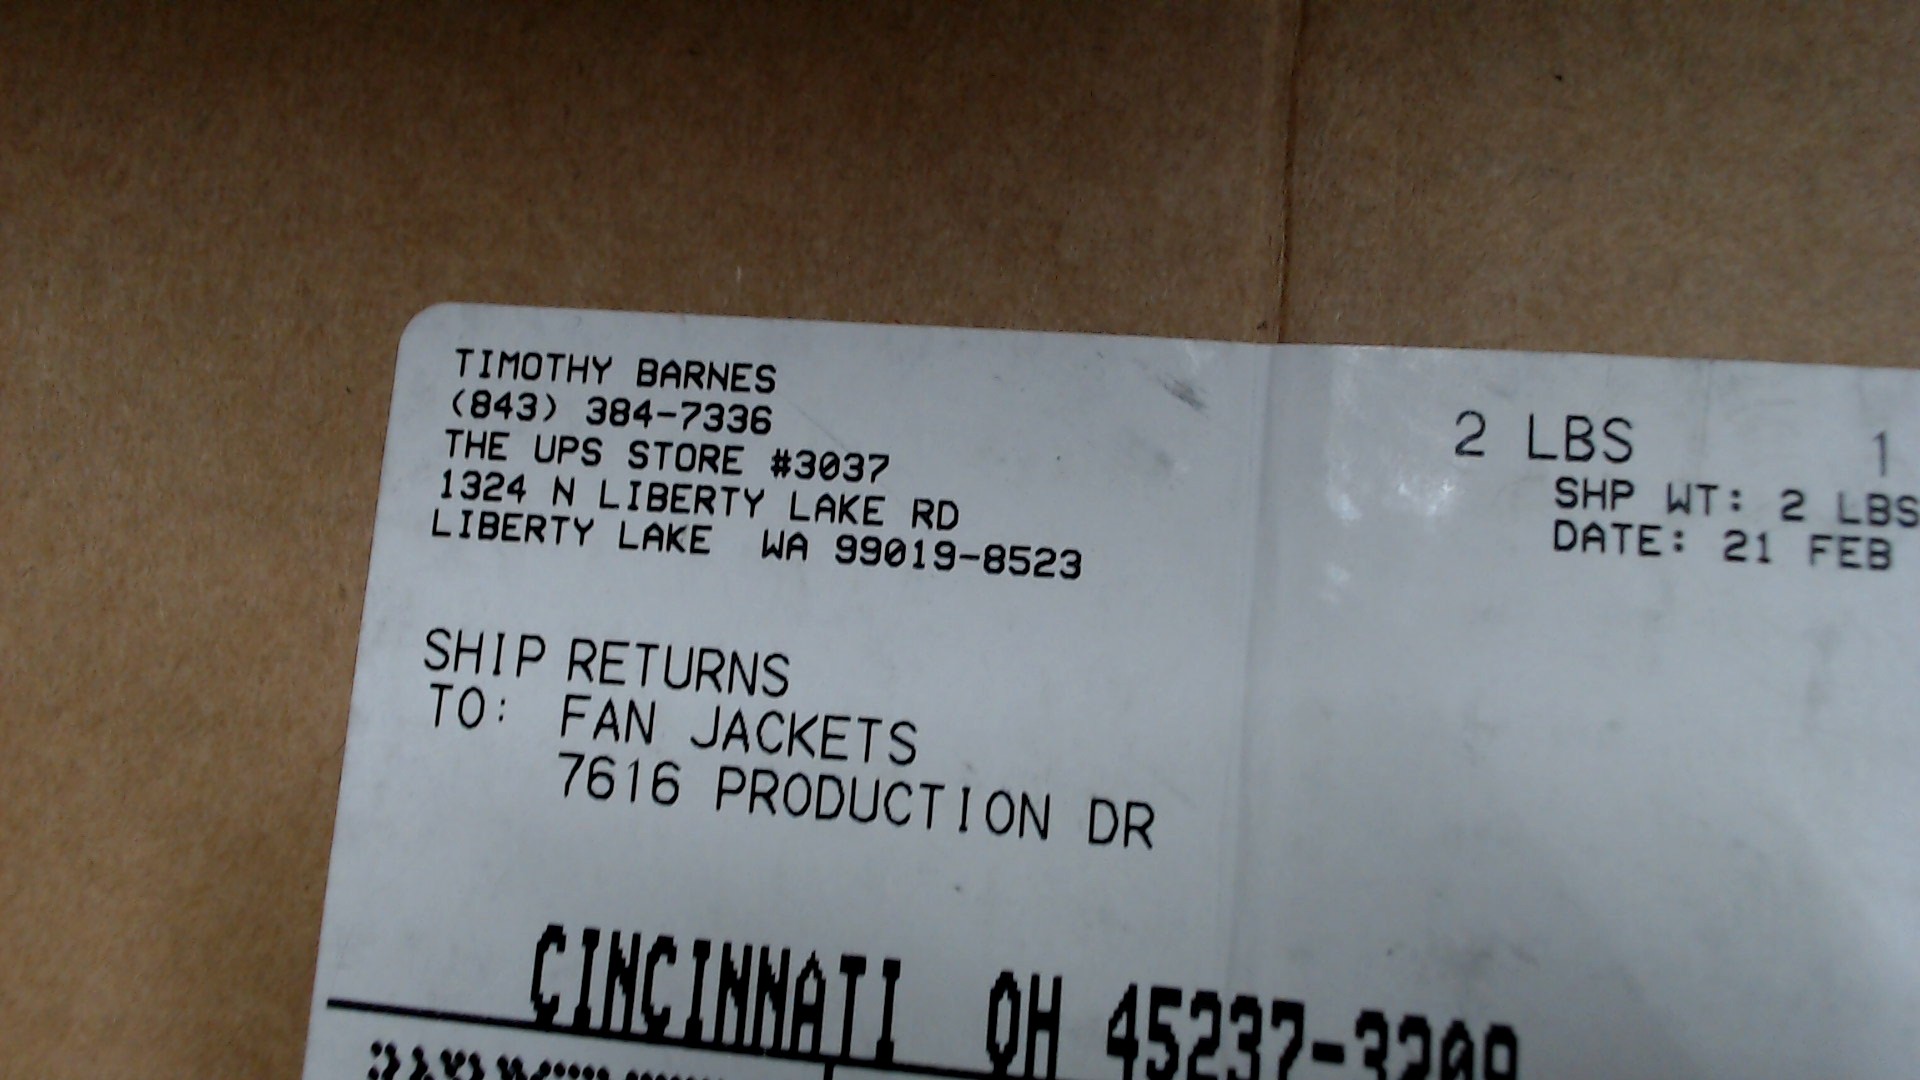 TIMOTHY BARNES
(843) 384-7336
THE UPS STORE #3037
1324 N LIBERTY LAKE RD
LIBERTY LAKE WA 99019-8523
2 LBS 1
SHP WT: 2 LBS
DATE: 21 FEB
SHIP RETURNS
TO: FAN JACKETS
7616 PRODUCTION DR
CINCINNATI OH 45237-3209